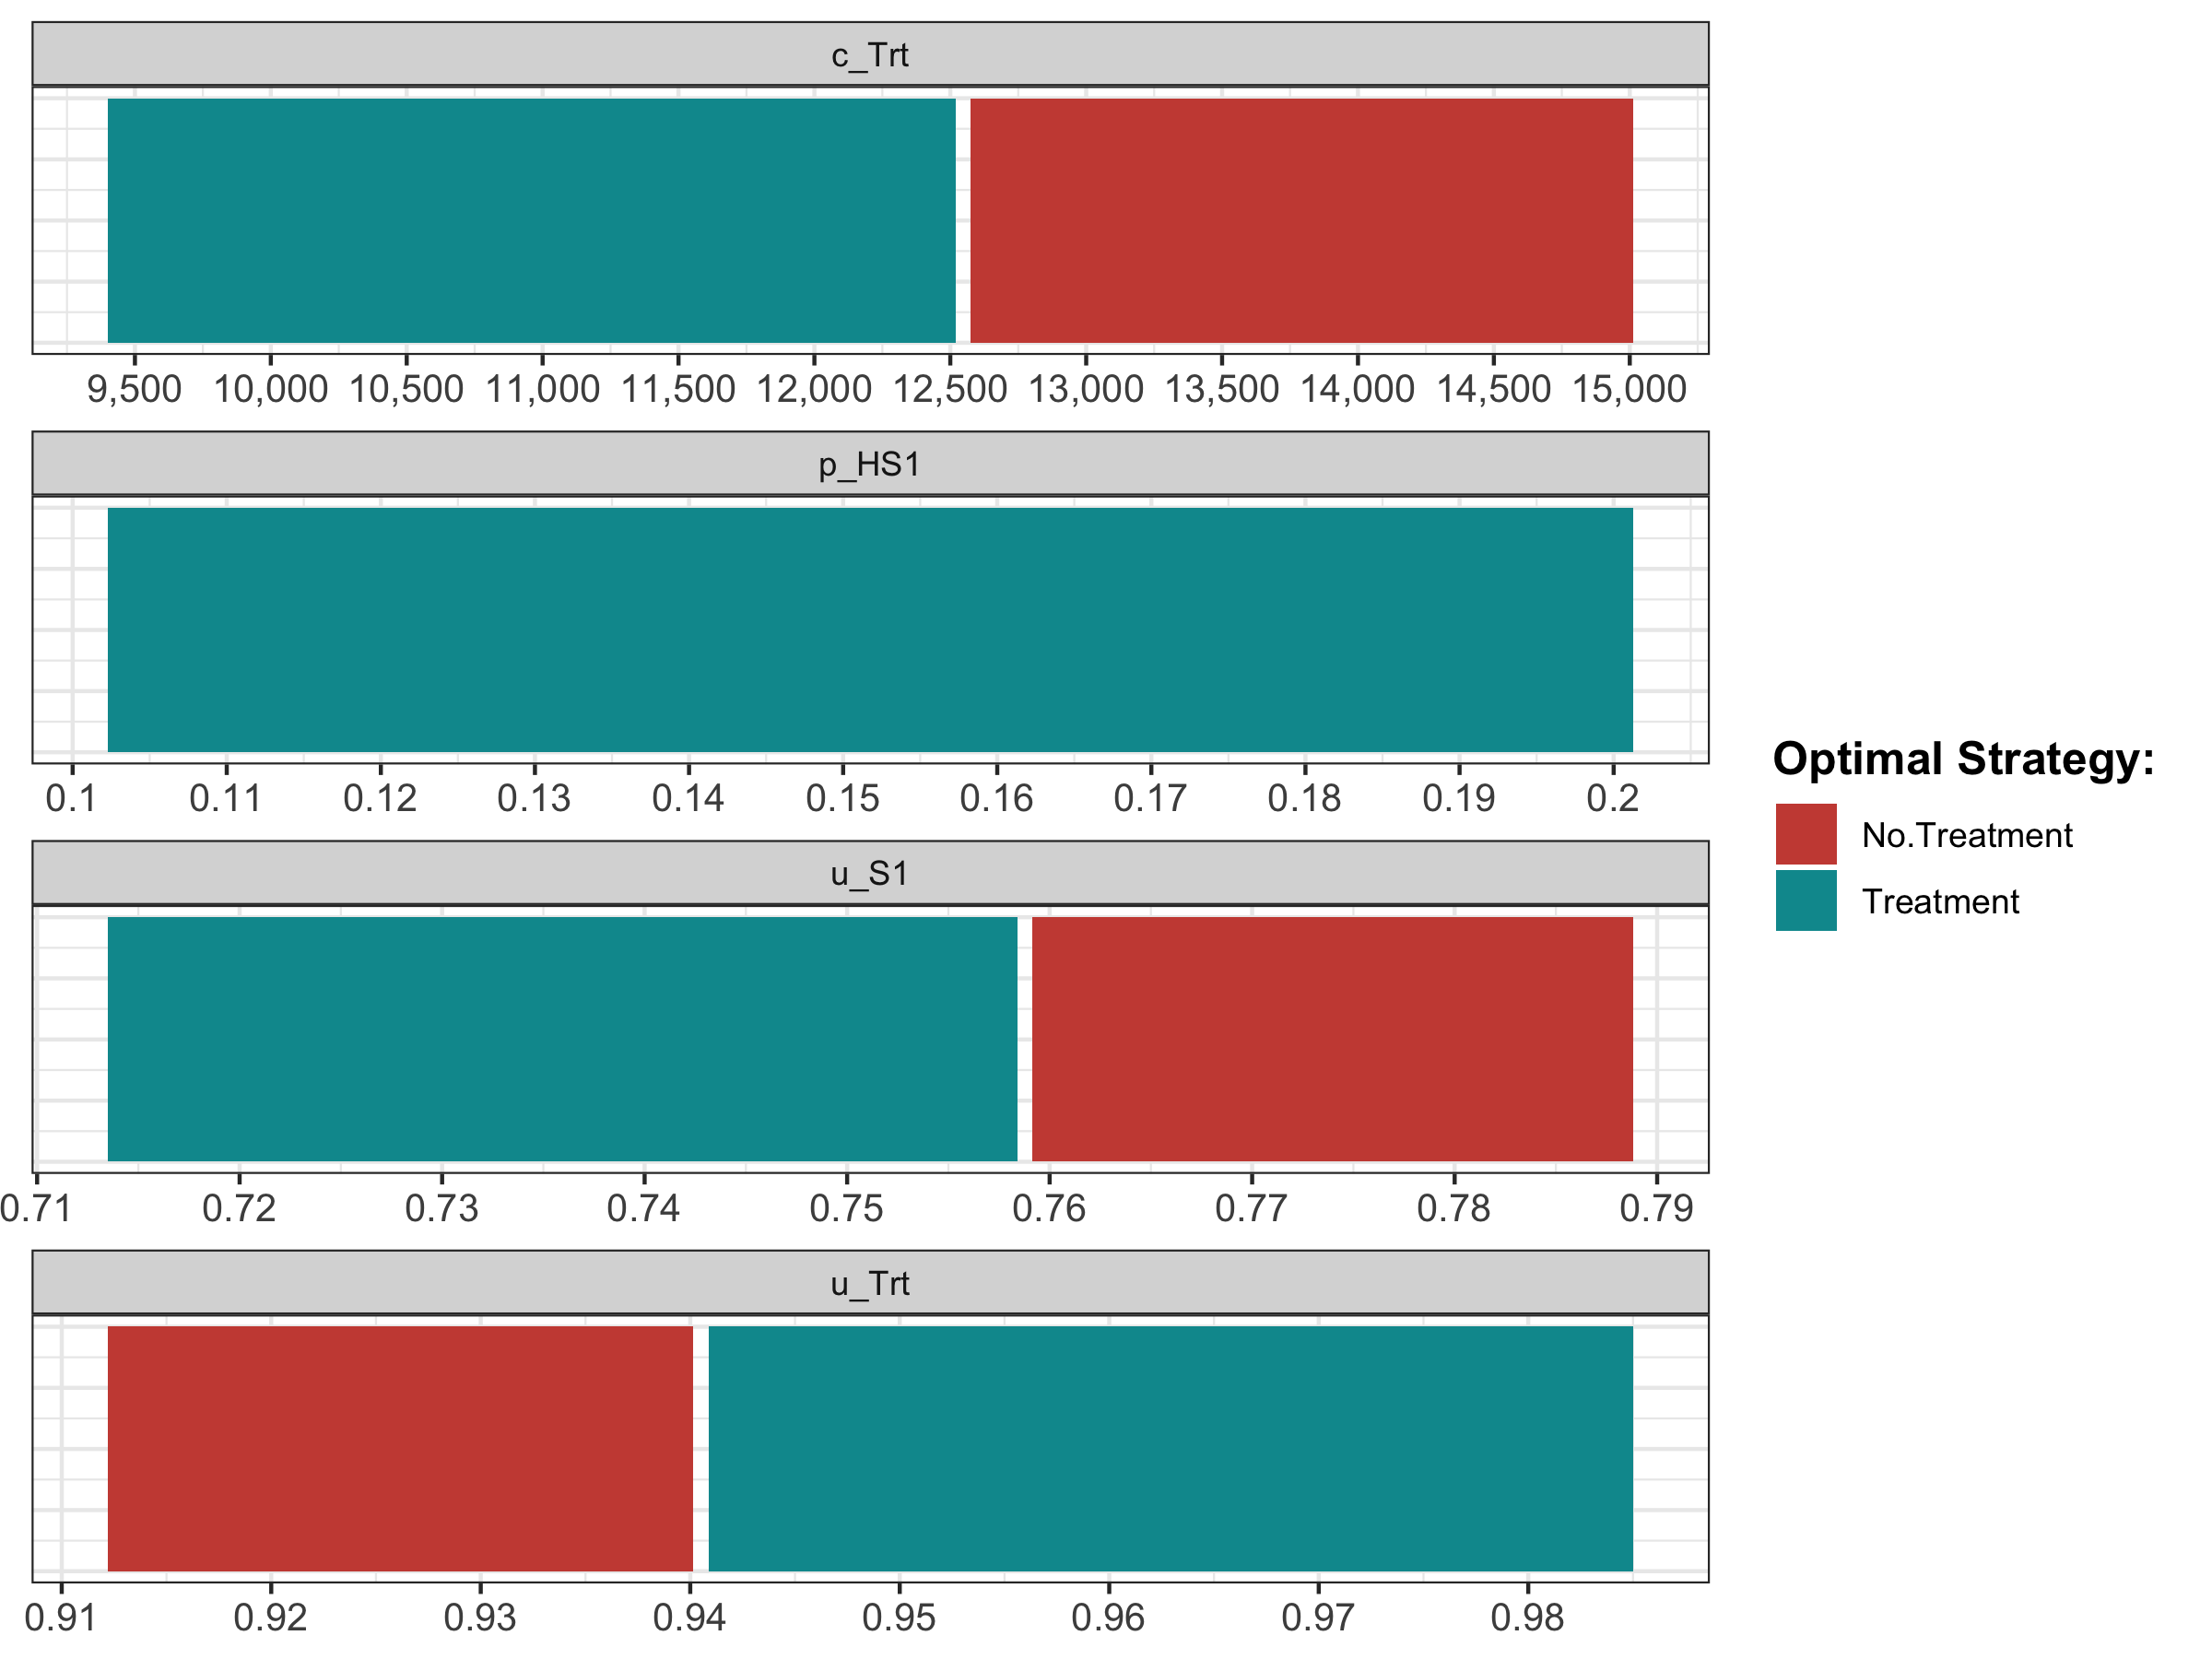 c_Trt
9,500 10,000 10,500 11,000 11,500 12,000 12,500 13,000 13,500 14,000 14,500 15,000
p_HS1
0.1 0.11 0.12 0.13 0.14 0.15 0.16 0.17 0.18 0.19 0.2
u_S1
0.71 0.72 0.73 0.74 0.75 0.76 0.77 0.78 0.79
u_Trt
0.91 0.92 0.93 0.94 0.95 0.96 0.97 0.98
Optimal Strategy:
No.Treatment
Treatment